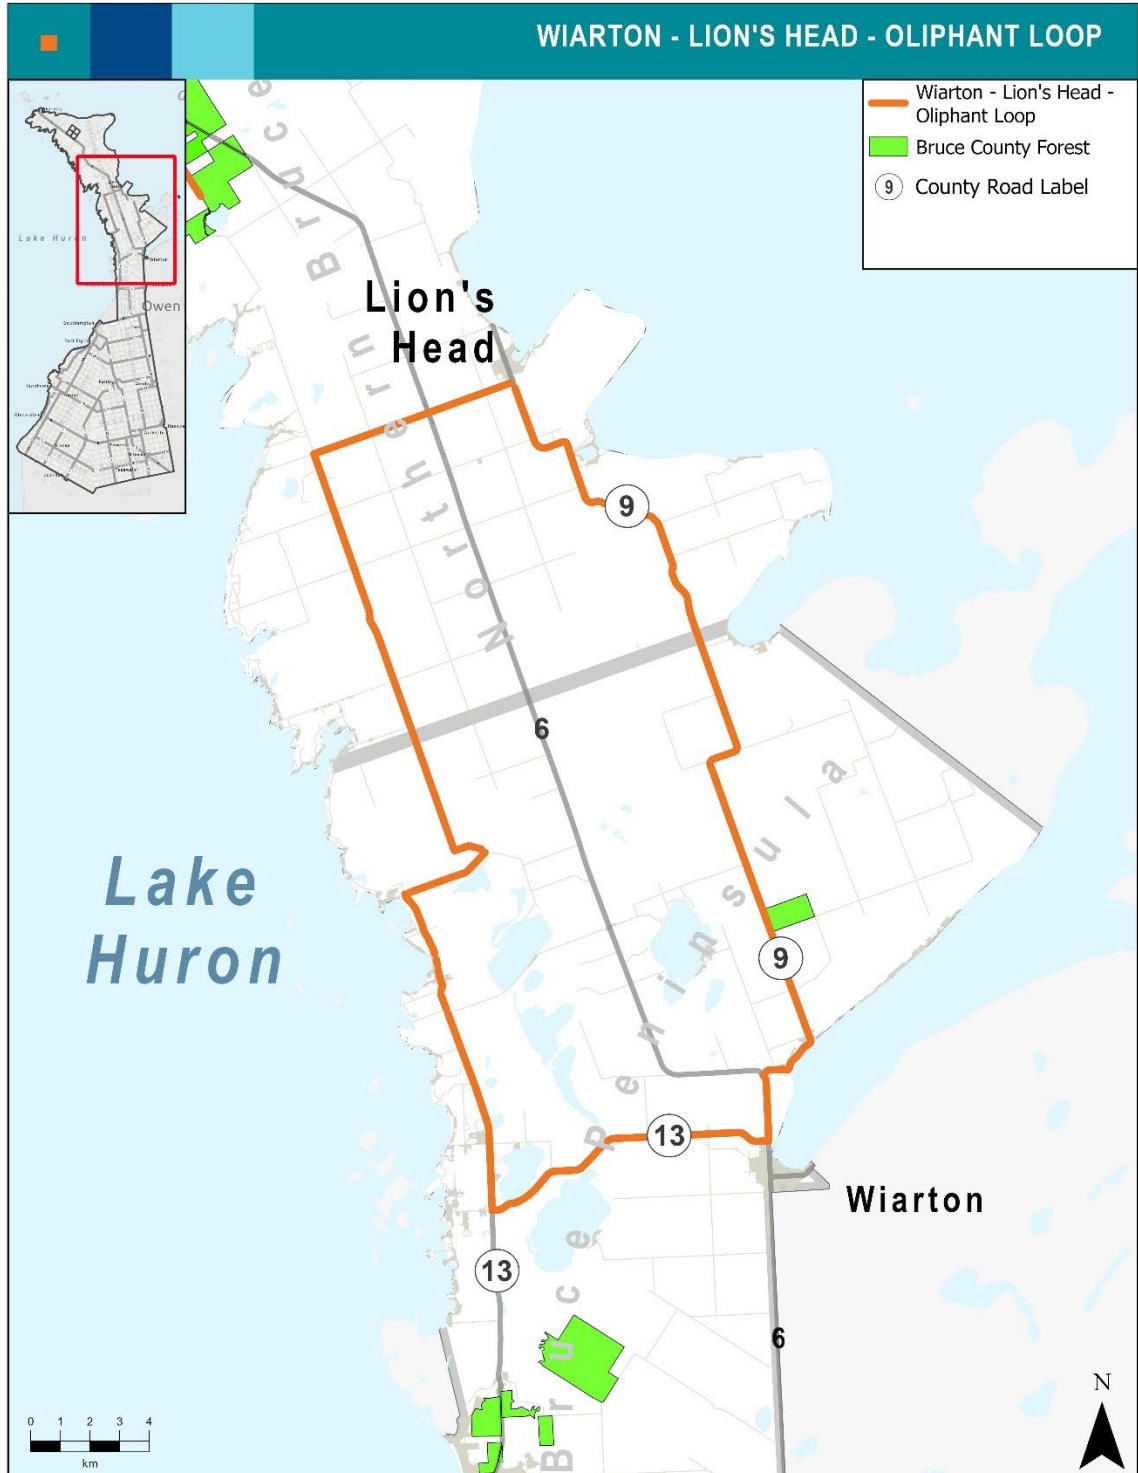 WIARTON - LION'S HEAD - OLIPHANT LOOP
Wiarton - Lion's Head -
Oliphant Loop
Bruce County Forest
9 County Road Label
Lake Huron
Owen
Northern Bruce
Lion's
Head
9
6
Lake
Huron
9
13
Wiarton
13
6
Bruce Peninsula
N
0 1 2 3 4
km